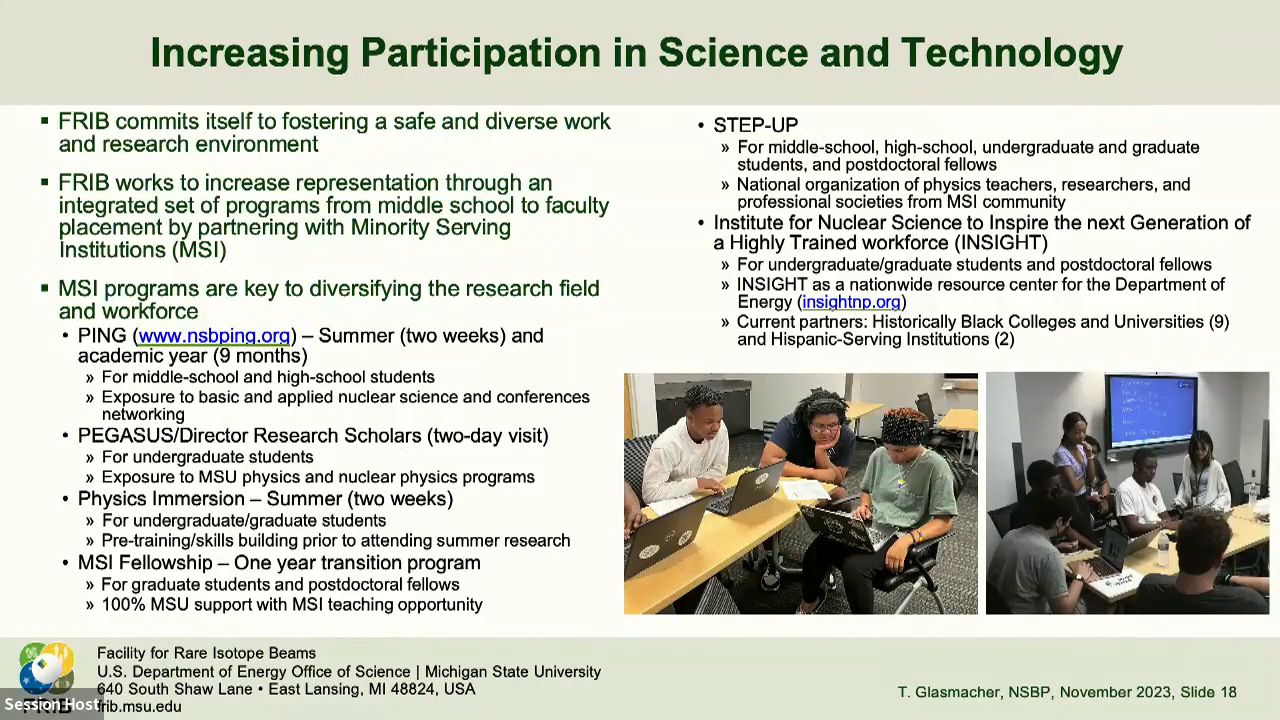 Increasing Participation in Science and Technology
▪ FRIB commits itself to fostering a safe and diverse work
and research environment
▪ FRIB works to increase representation through an
integrated set of programs from middle school to faculty
placement by partnering with Minority Serving
Institutions (MSI)
▪ MSI programs are key to diversifying the research field
and workforce
• PING (www.nsbpping.org) – Summer (two weeks) and
academic year (9 months)
» For middle-school and high-school students
» Exposure to basic and applied nuclear science and conferences
networking
• PEGASUS/Director Research Scholars (two-day visit)
» For undergraduate students
» Exposure to MSU physics and nuclear physics programs
• Physics Immersion – Summer (two weeks)
» For undergraduate/graduate students
» Pre-training/skills building prior to attending summer research
• MSI Fellowship – One year transition program
» For graduate students and postdoctoral fellows
» 100% MSU support with MSI teaching opportunity
• STEP-UP
» For middle-school, high-school, undergraduate and graduate
students, and postdoctoral fellows
» National organization of physics teachers, researchers, and
professional societies from MSI community
• Institute for Nuclear Science to Inspire the next Generation of
a Highly Trained workforce (INSIGHT)
» For undergraduate/graduate students and postdoctoral fellows
» INSIGHT as a nationwide resource center for the Department of
Energy (insightnp.org)
» Current partners: Historically Black Colleges and Universities (9)
and Hispanic-Serving Institutions (2)
Facility for Rare Isotope Beams
U.S. Department of Energy Office of Science | Michigan State University
640 South Shaw Lane • East Lansing, MI 48824, USA
frib.msu.edu
FRIB
Session Host
T. Glasmacher, NSBP, November 2023, Slide 18